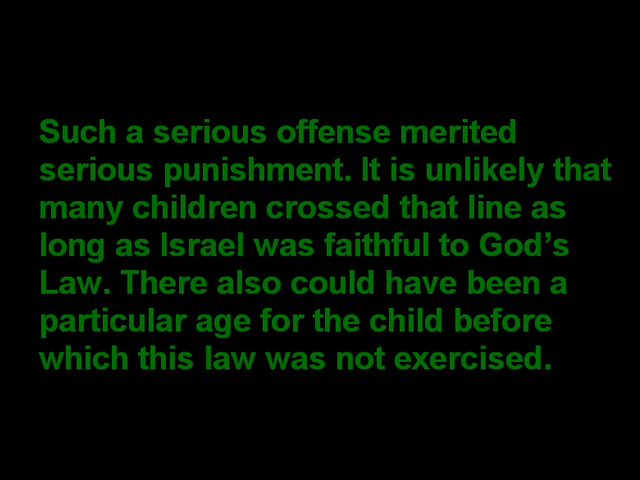 Such a serious offense merited
serious punishment. It is unlikely that
many children crossed that line as
long as Israel was faithful to God’s
Law. There also could have been a
particular age for the child before
which this law was not exercised.